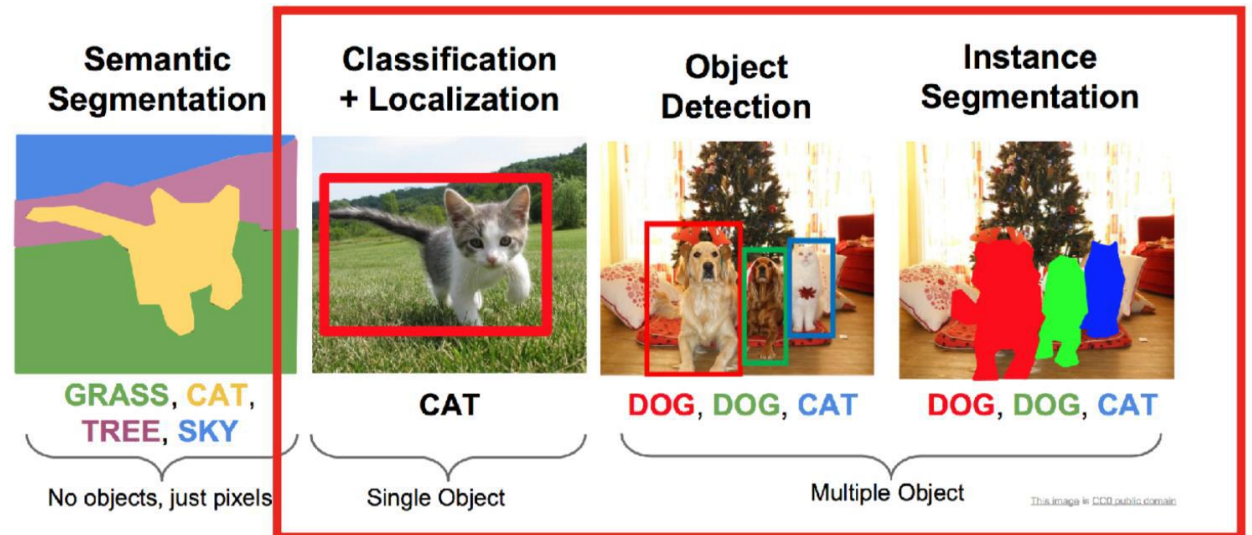 Semantic
Segmentation
Classification
+ Localization
Object
Detection
Instance
Segmentation
GRASS, CAT,
TREE, SKY
CAT
DOG, DOG, CAT
DOG, DOG, CAT
No objects, just pixels
Single Object
Multiple Object
This image is CC0 public domain